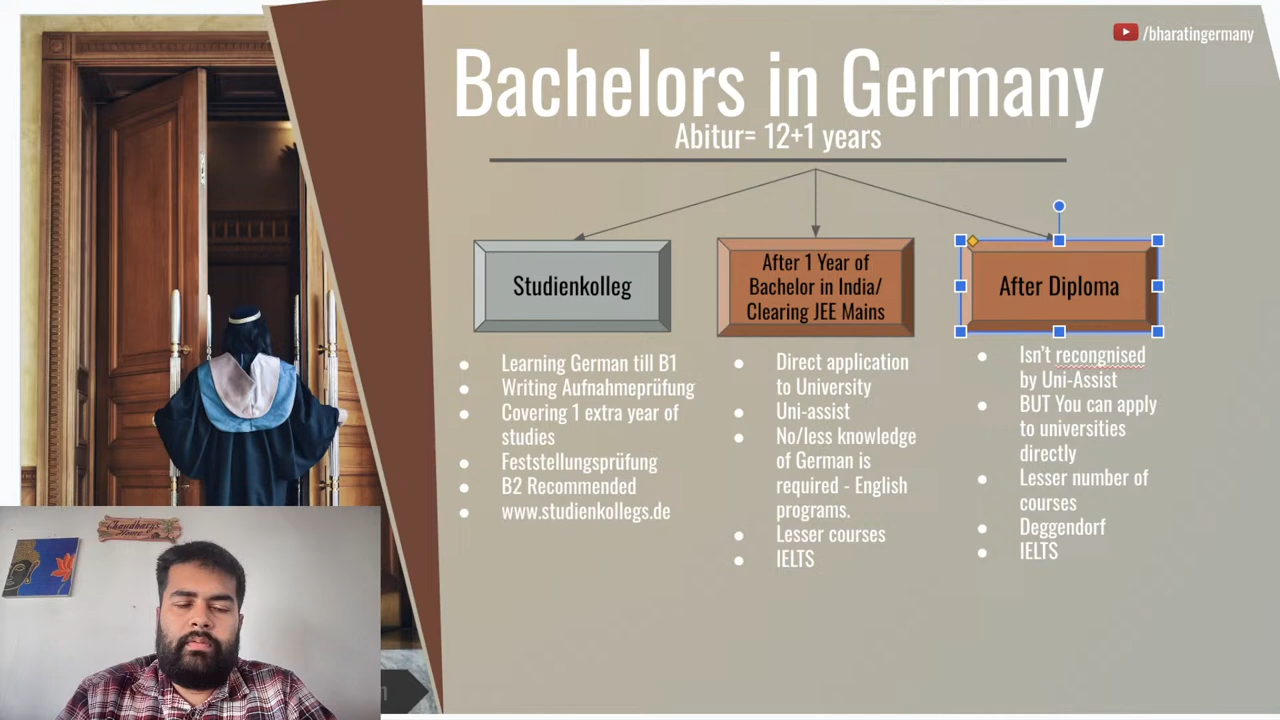 /bharatingermany
Bachelors in Germany
Abitur= 12+1 years
Studienkolleg
After 1 Year of
Bachelor in India/
Clearing JEE Mains
After Diploma
Learning German till B1
Writing Aufnahmeprüfung
Covering 1 extra year of
studies
Feststellungsprüfung
B2 Recommended
www.studienkollegs.de
Direct application
to University
Uni-assist
No/less knowledge
of German is
required - English
programs.
Lesser courses
IELTS
Isn't recongnised
by Uni-Assist
BUT You can apply
to universities
directly
Lesser number of
courses
Deggendorf
IELTS
Chaudhary's
Home